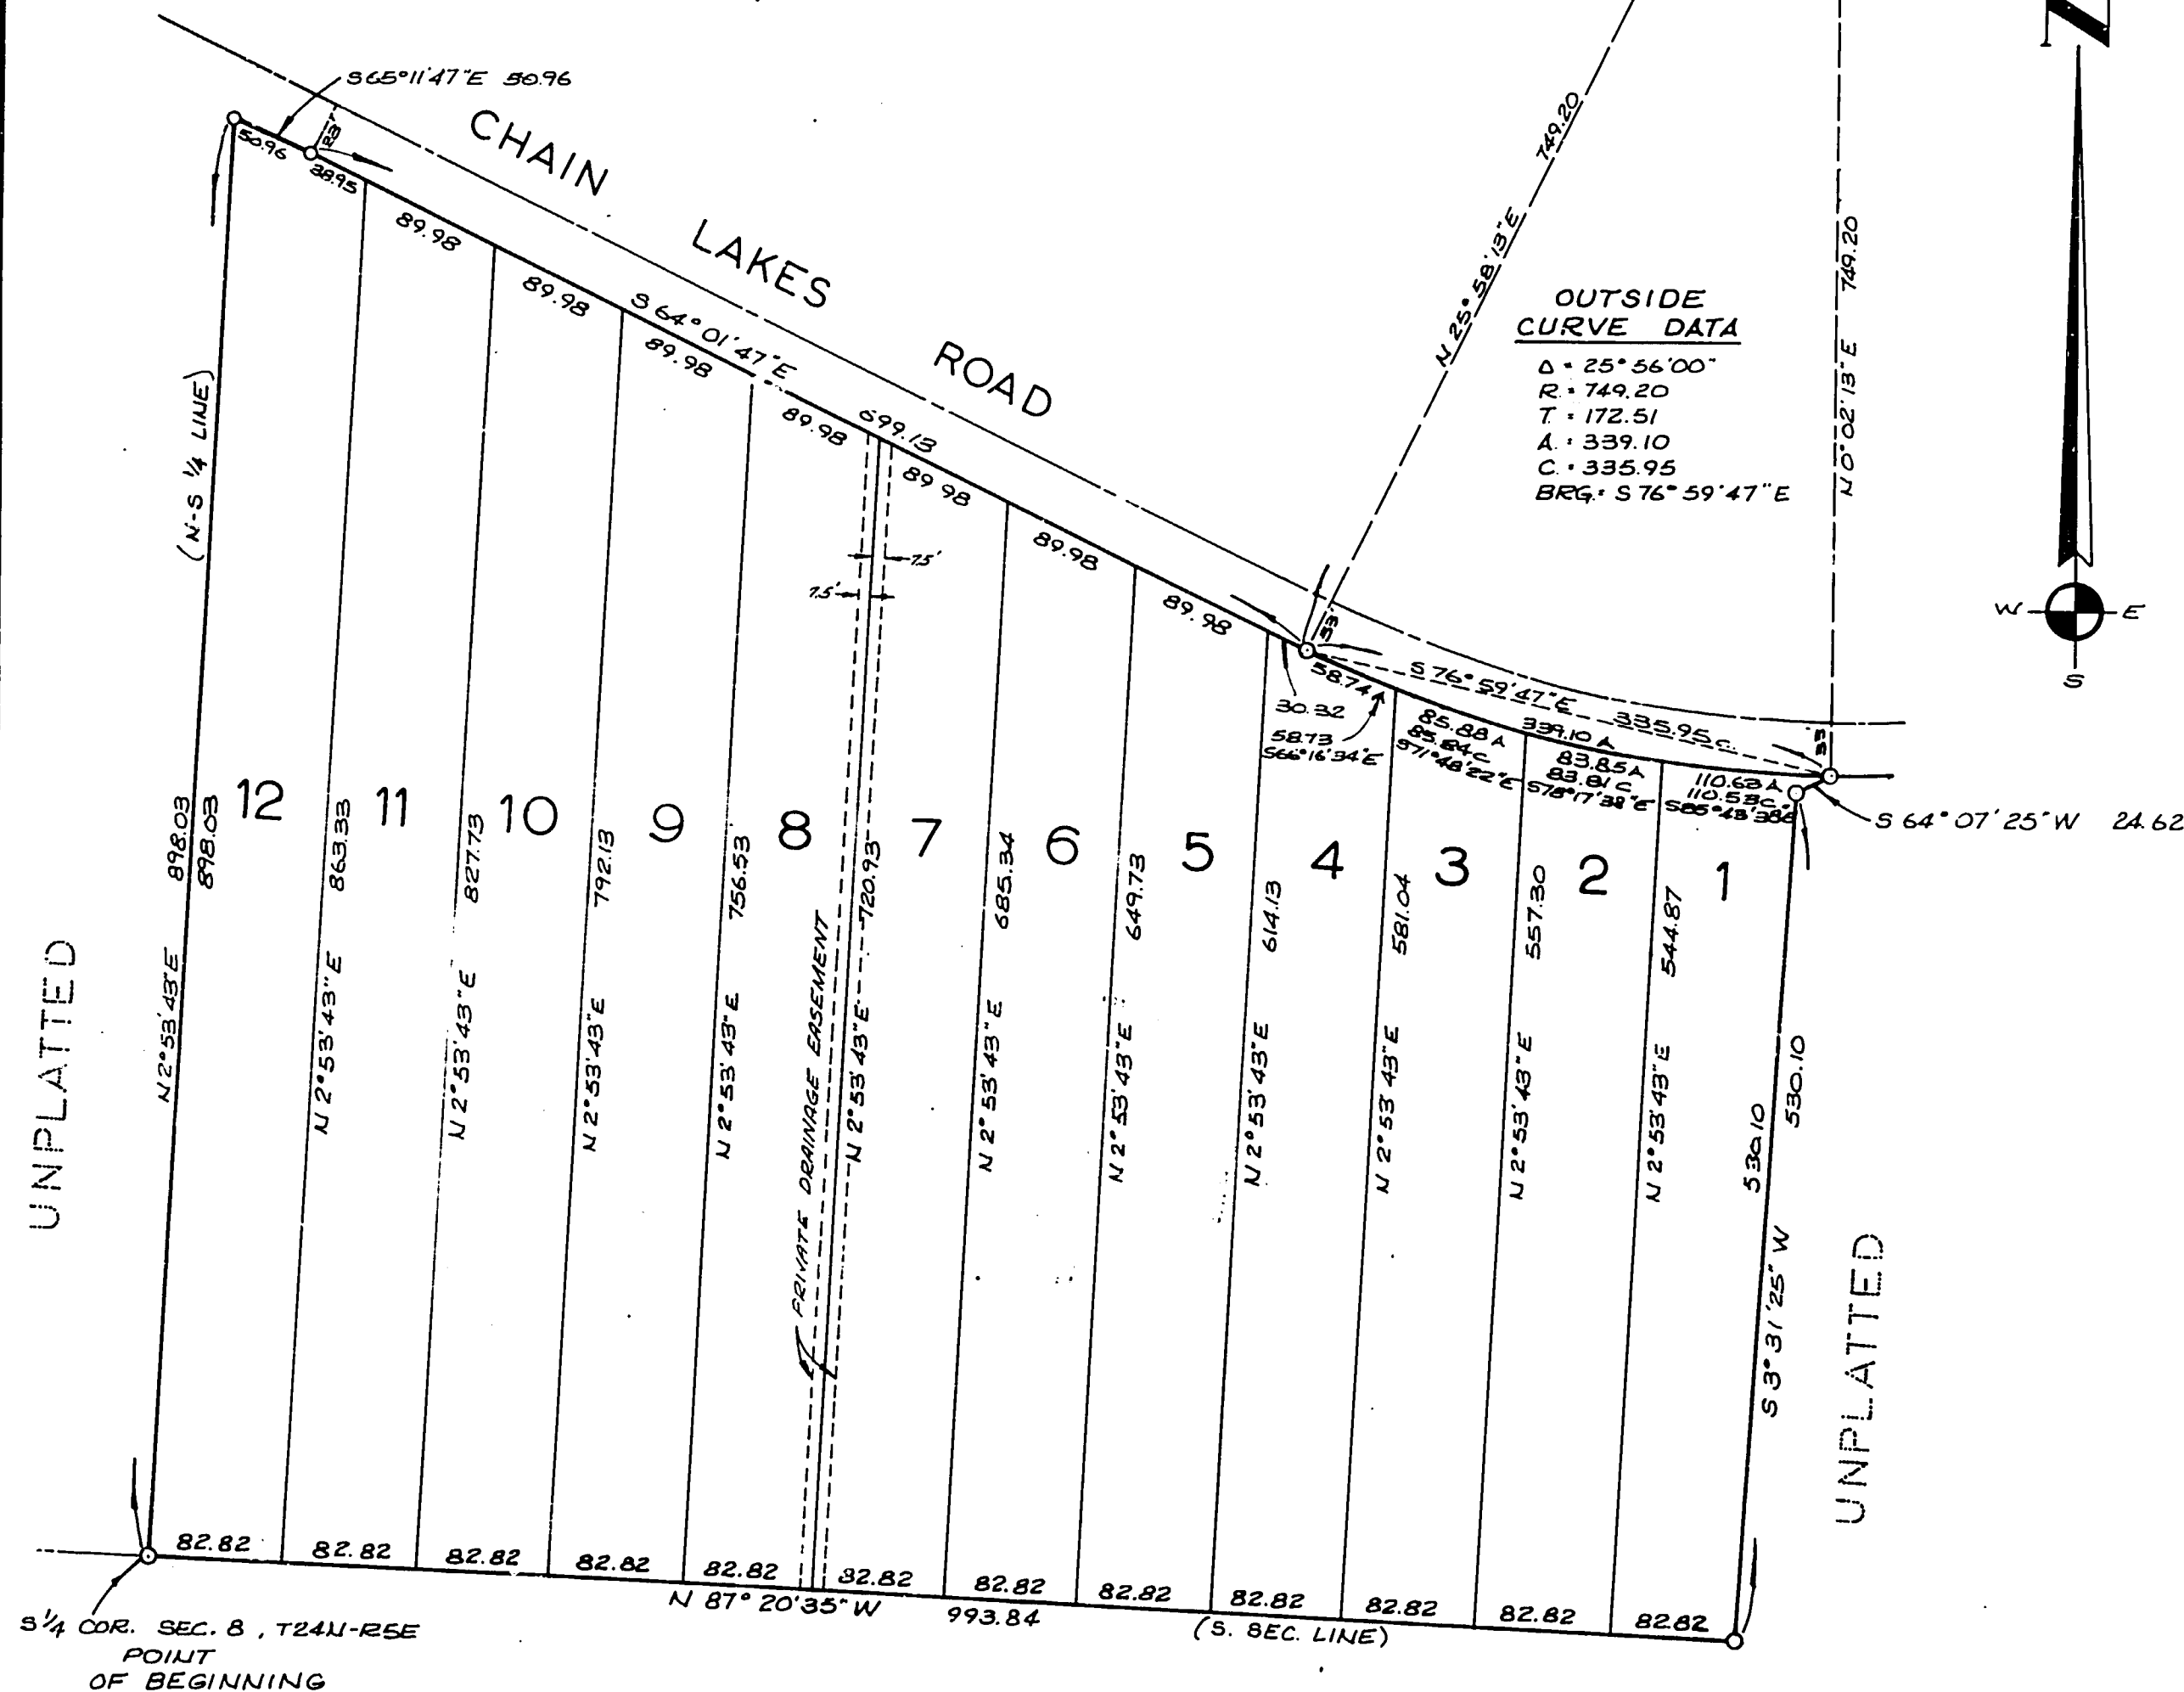 N
S65°11'47"E 50.96
50.96
23'
38.95
CHAIN LAKES ROAD
89.98
89.98
S 64°01'47"E
89.98
89.98
699.13
89 98
89.98
89.98
749.20
N 25°58'13"E
749.20
N 0°02'13"E
OUTSIDE
CURVE DATA
Δ = 25°56'00"
R. = 749.20
T. = 172.51
A. = 339.10
C. = 335.95
BRG.: S 76°59'47"E
W
E
S
(N-S 1/4 LINE)
7.5'
7.5'
33'
58.74
30.32
58.73
S66°16'34"E
S 76°59'47"E 335.95 C.
339.10 A
85.88 A
85.84 C
S71°48'22"E
83.85 A
83.81 C
S78°17'38"E
110.63 A
110.53 C.
33'
S 64°07'25"W 24.62
12
11
10
9
8
7
6
5
4
3
2
1
898.03
898.03
863.33
827.73
792.13
756.53
720.93
685.34
649.73
614.13
581.04
557.30
544.87
530.10
530.10
N 2°53'43"E
N 2°53'43"E
N 2°53'43"E
N 2°53'43"E
N 2°53'43"E
N 2°53'43"E
N 2°53'43"E
N 2°53'43"E
N 2°53'43"E
N 2°53'43"E
N 2°53'43"E
N 2°53'43"E
S 3°31'25"W
PRIVATE DRAINAGE EASEMENT
UNPLATTED
UNPLATTED
82.82
82.82
82.82
82.82
82.82
82.82
82.82
82.82
82.82
82.82
82.82
82.82
N 87°20'35"W
993.84
(S. SEC. LINE)
S 1/4 COR. SEC. 8, T24N-R5E
POINT
OF BEGINNING